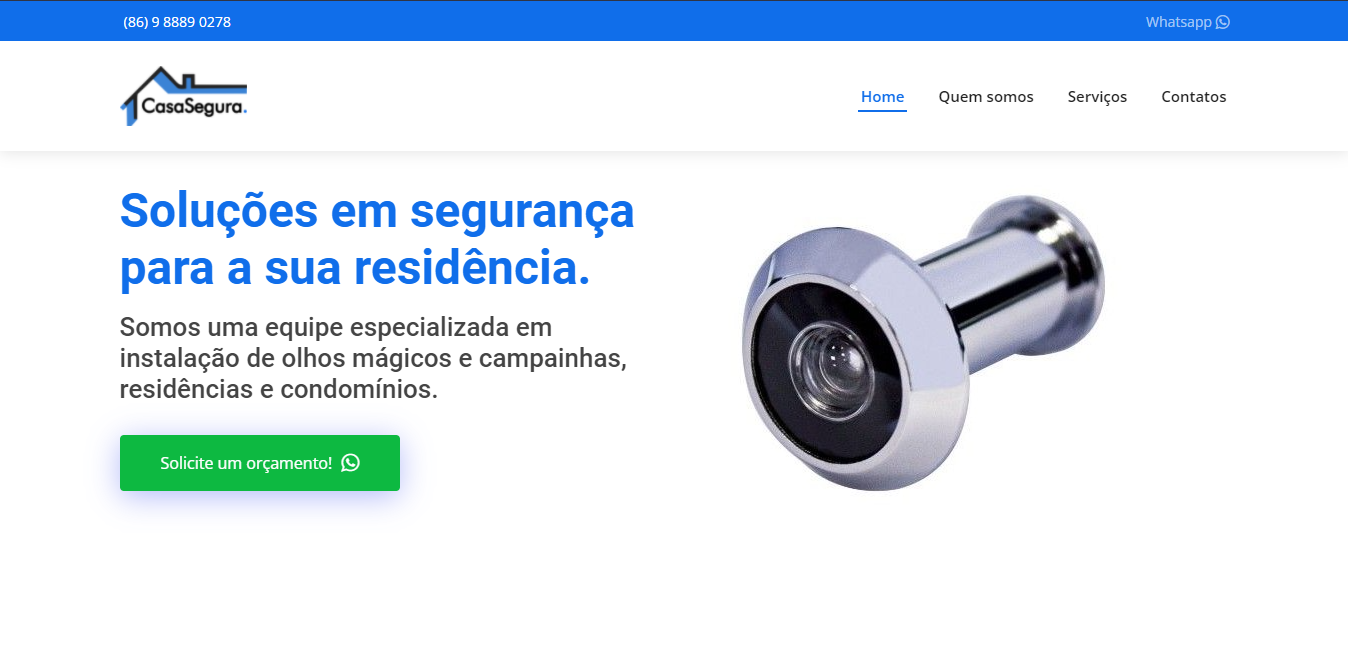 (86) 9 8889 0278
Whatsapp
CasaSegura.
Home
Quem somos
Serviços
Contatos
Soluções em segurança
para a sua residência.
Somos uma equipe especializada em
instalação de olhos mágicos e campainhas,
residências e condomínios.
Solicite um orçamento!